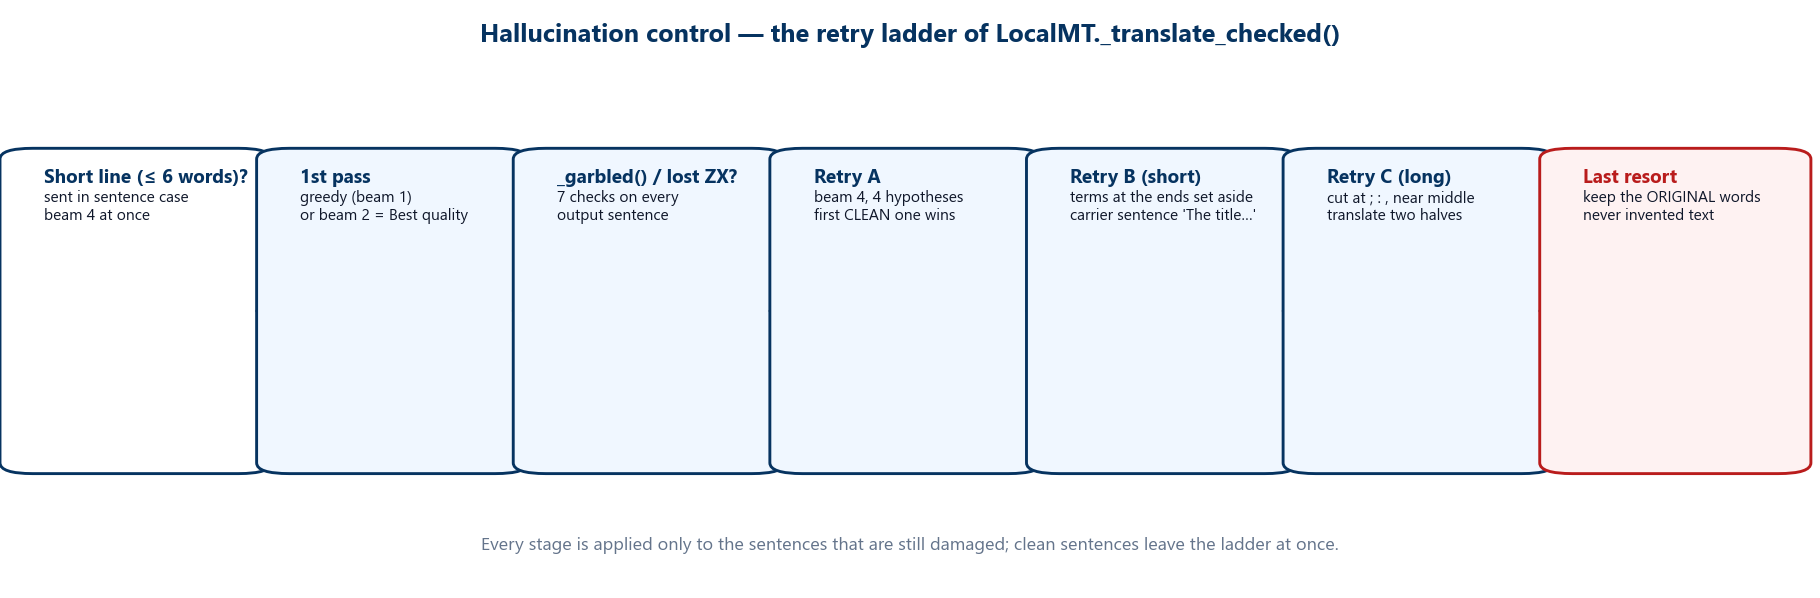 Hallucination control — the retry ladder of LocalMT._translate_checked()
Short line (≤ 6 words)?
sent in sentence case
beam 4 at once
1st pass
greedy (beam 1)
or beam 2 = Best quality
_garbled() / lost ZX?
7 checks on every
output sentence
Retry A
beam 4, 4 hypotheses
first CLEAN one wins
Retry B (short)
terms at the ends set aside
carrier sentence 'The title…'
Retry C (long)
cut at ; : , near middle
translate two halves
Last resort
keep the ORIGINAL words
never invented text
Every stage is applied only to the sentences that are still damaged; clean sentences leave the ladder at once.